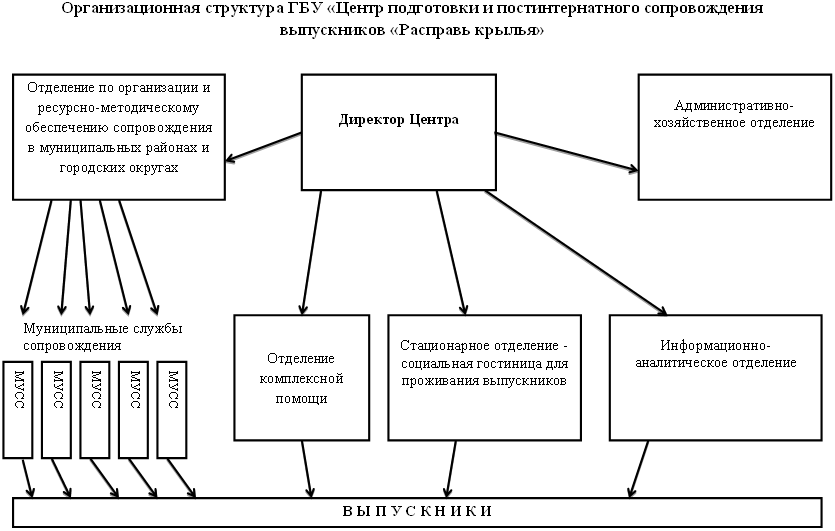 Организационная структура ГБУ «Центр подготовки и постинтернатного сопровождения
выпускников «Расправь крылья»
Отделение по организации и
ресурсно-методическому
обеспечению сопровождения
в муниципальных районах и
городских округах
Директор Центра
Административно-
хозяйственное отделение
Муниципальные службы
сопровождения
МУСС
МУСС
МУСС
МУСС
МУСС
Отделение
комплексной
помощи
Стационарное отделение -
социальная гостиница для
проживания выпускников
Информационно-
аналитическое отделение
В Ы П У С К Н И К И